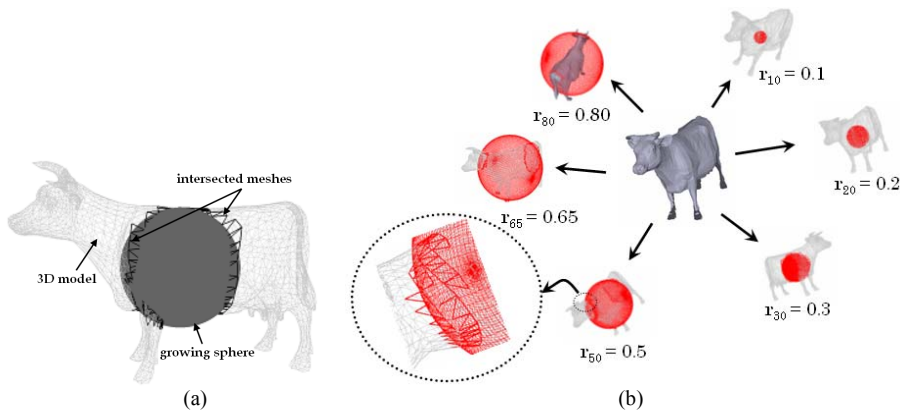 intersected meshes
3D model
growing sphere
(a)
r10 = 0.1
r80 = 0.80
r20 = 0.2
r65 = 0.65
r30 = 0.3
r50 = 0.5
(b)